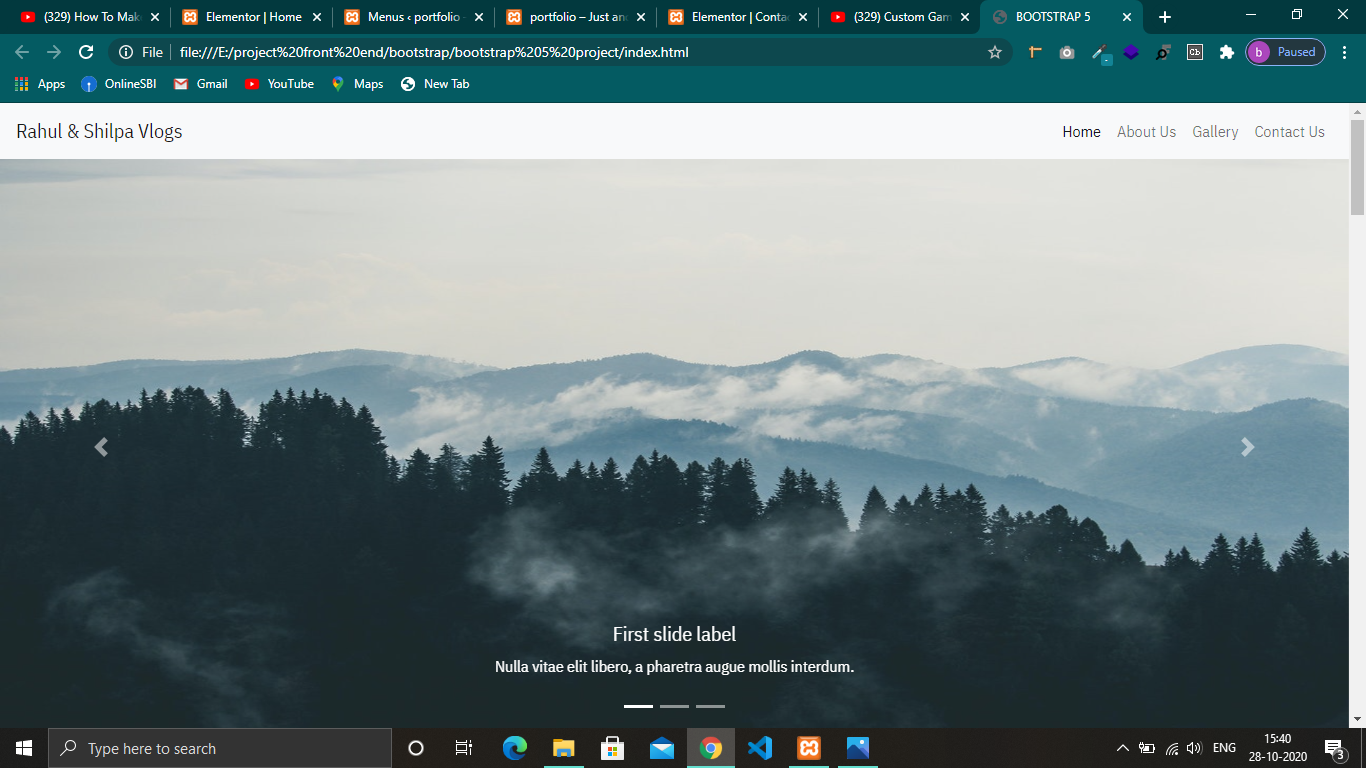 (329) How To Mak
Elementor | Home
Menus ‹ portfolio
portfolio – Just an
Elementor | Conta
(329) Custom Gam
BOOTSTRAP 5
File
file:///E:/project%20front%20end/bootstrap/bootstrap%205%20project/index.html
Cb
b
Paused
Apps
OnlineSBI
Gmail
YouTube
Maps
New Tab
Rahul & Shilpa Vlogs
Home
About Us
Gallery
Contact Us
First slide label
Nulla vitae elit libero, a pharetra augue mollis interdum.
Type here to search
ENG
15:40
28-10-2020
3